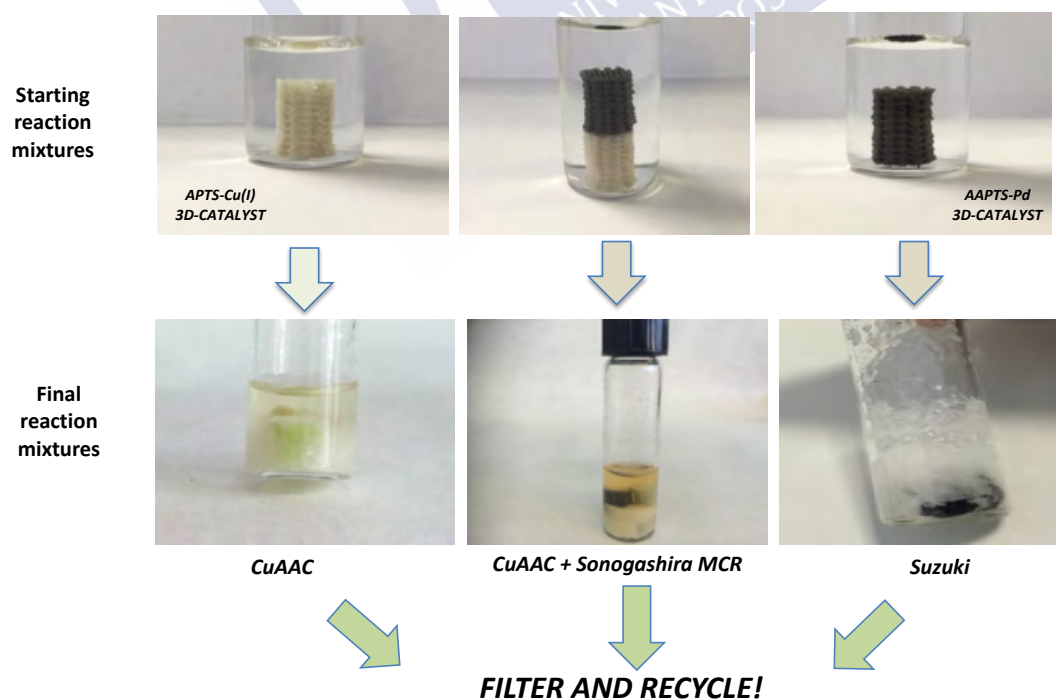 Starting
reaction
mixtures
APTS-Cu(I)
3D-CATALYST
AAPTS-Pd
3D-CATALYST
Final
reaction
mixtures
CuAAC
CuAAC + Sonogashira MCR
Suzuki
FILTER AND RECYCLE!